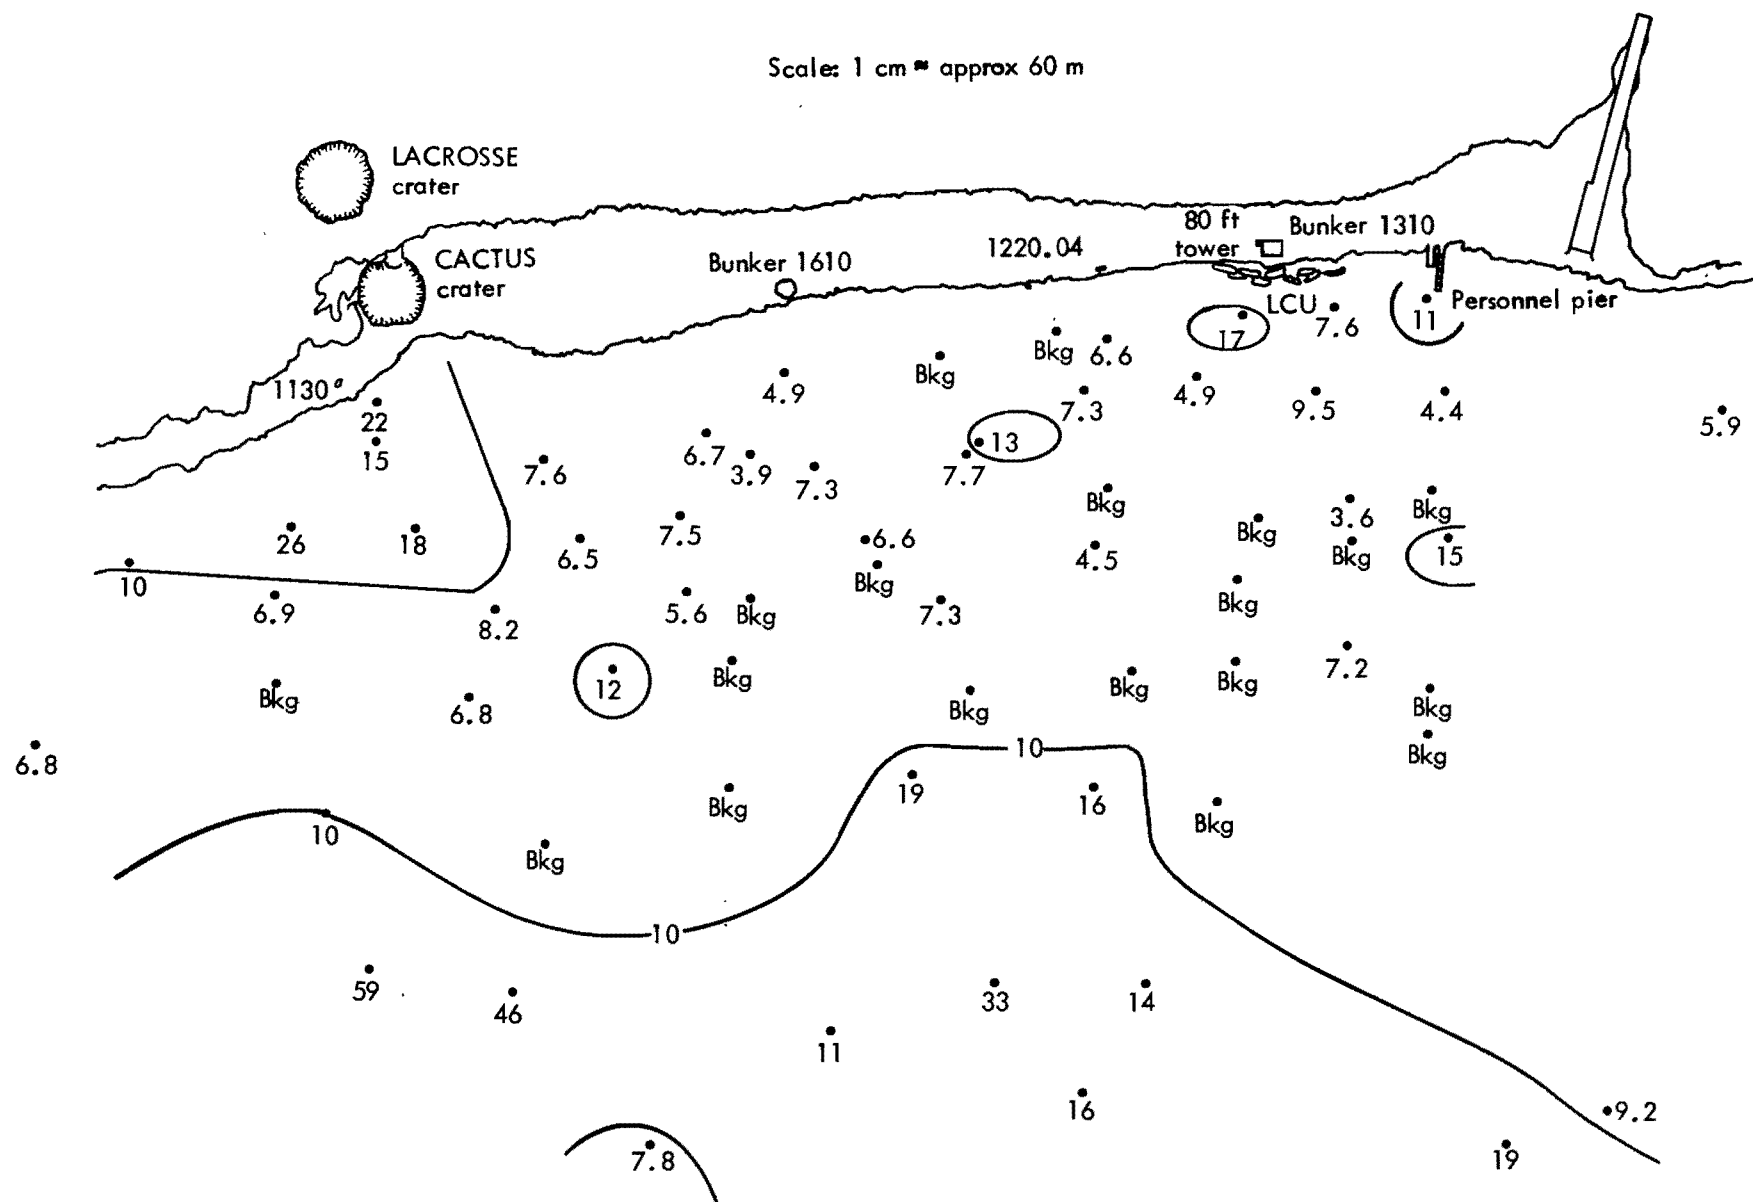 Scale: 1 cm ≈ approx 60 m
LACROSSE
crater
CACTUS
crater
Bunker 1610
1220.04
80 ft
tower
Bunker 1310
LCU
Personnel pier
1130
17
7.6
11
Bkg
6.6
Bkg
4.9
7.3
4.9
9.5
4.4
5.9
22
15
13
7.6
6.7
3.9
7.3
7.7
Bkg
3.6
Bkg
26
18
6.5
7.5
6.6
4.5
Bkg
Bkg
15
10
6.9
8.2
5.6
Bkg
Bkg
7.3
Bkg
Bkg
6.8
12
Bkg
Bkg
Bkg
Bkg
7.2
Bkg
6.8
10
Bkg
10
19
16
Bkg
Bkg
Bkg
10
59
46
33
14
11
16
9.2
7.8
19